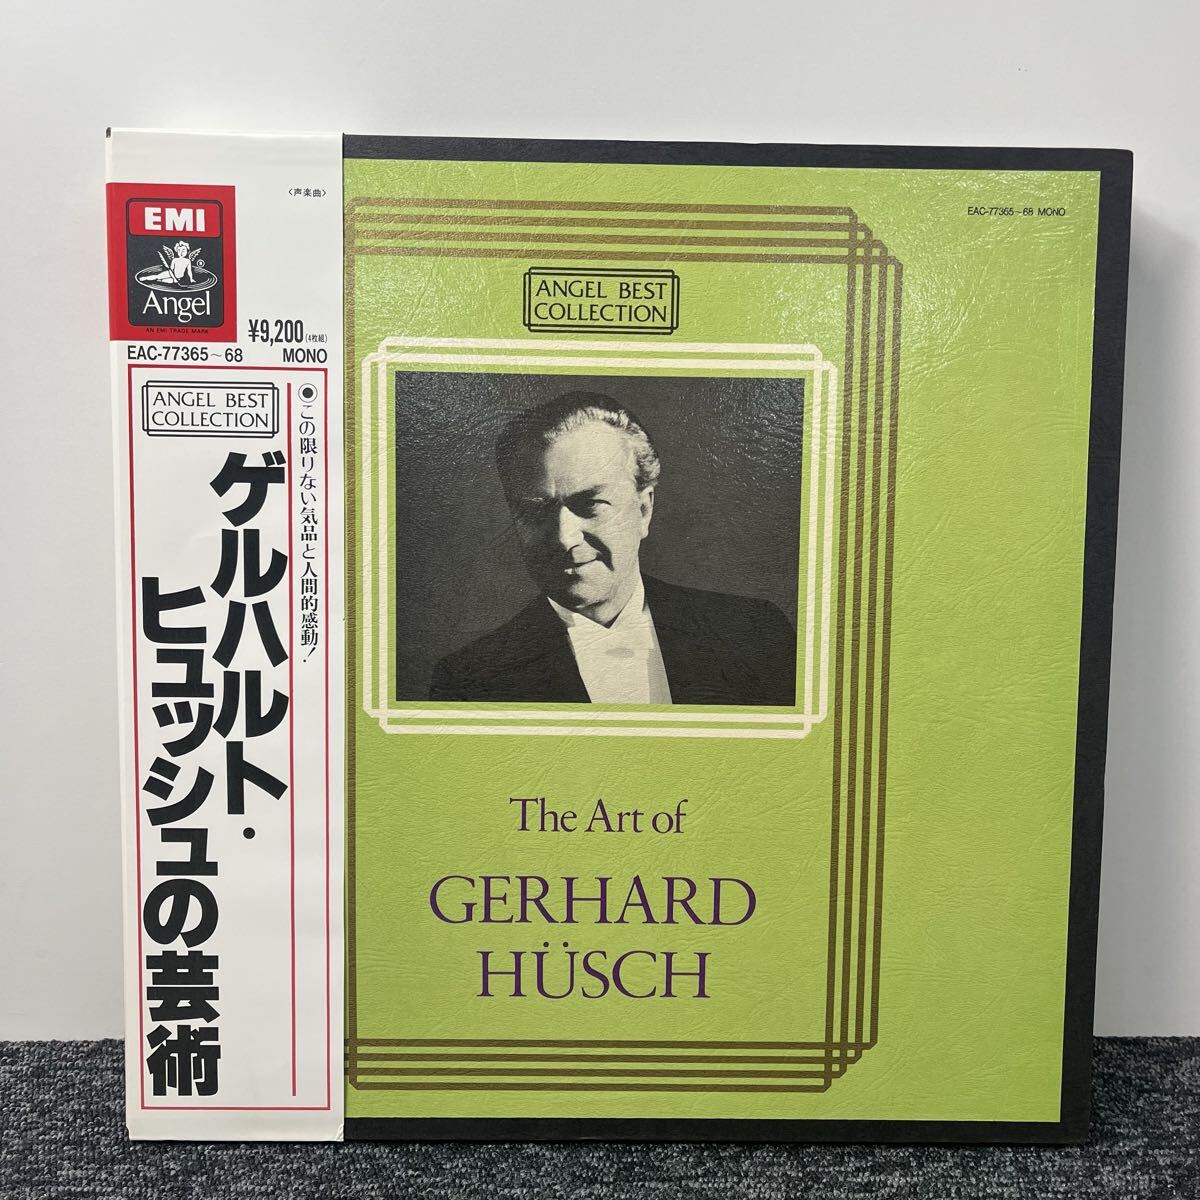 〈声楽曲〉
EMI
Angel
AN EMI TRADE MARK
¥9,200(4枚組)
EAC-77365~68 MONO
ANGEL BEST
COLLECTION
●この限りない気品と人間的感動!
ゲルハルト・
ヒュッシュの芸術
EAC-77365~68 MONO
ANGEL BEST
COLLECTION
The Art of
GERHARD
HÜSCH